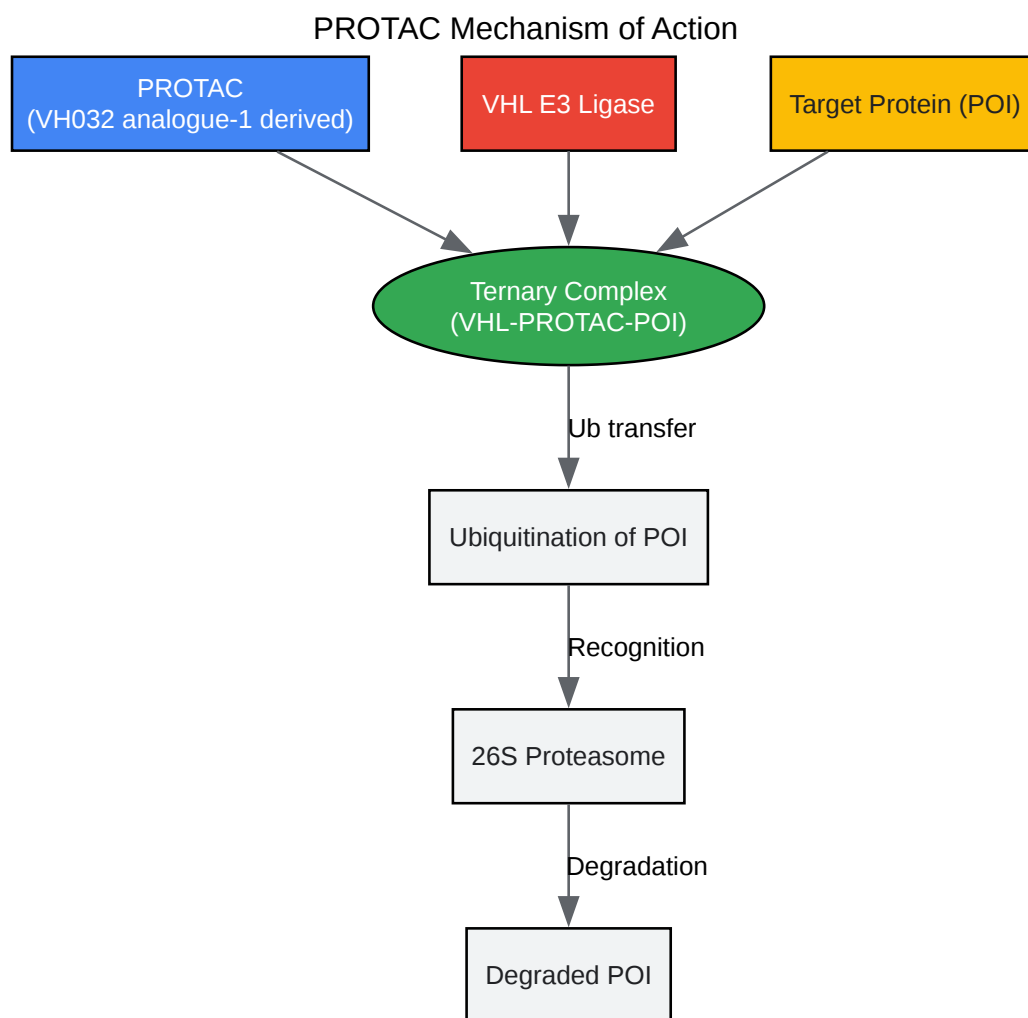 PROTAC Mechanism of Action
PROTAC
(VH032 analogue-1 derived)
VHL E3 Ligase
Target Protein (POI)
Ternary Complex
(VHL-PROTAC-POI)
Ub transfer
Ubiquitination of POI
Recognition
26S Proteasome
Degradation
Degraded POI